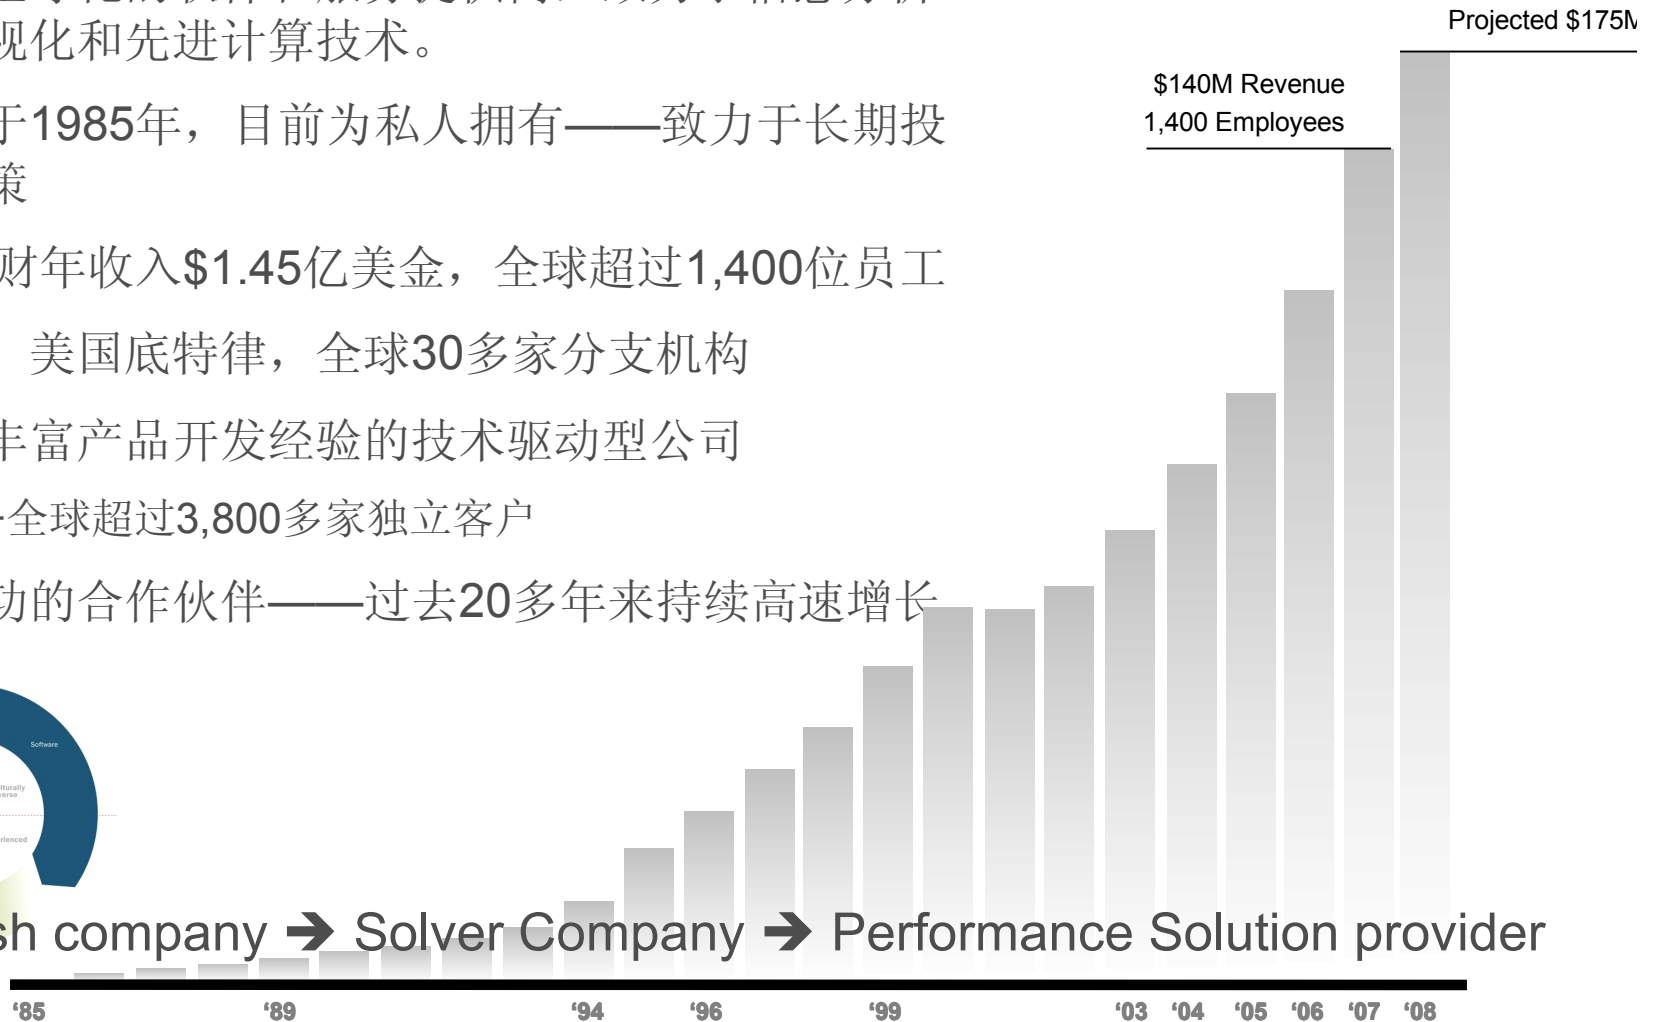 视化和先进计算技术。
于1985年，目前为私人拥有——致力于长期投
策
财年收入$1.45亿美金，全球超过1,400位员工
美国底特律，全球30多家分支机构
丰富产品开发经验的技术驱动型公司
全球超过3,800多家独立客户
功的合作伙伴——过去20多年来持续高速增长
Projected $175M
$140M Revenue
1,400 Employees
Software
sh company ➔ Solver Company ➔ Performance Solution provider
‘85 ‘89 ‘94 ‘96 ‘99 ‘03 ‘04 ‘05 ‘06 ‘07 ‘08